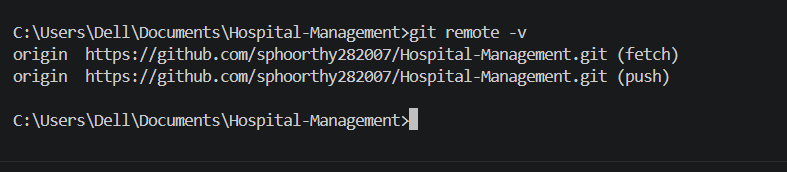 C:\Users\Dell\Documents\Hospital-Management>git remote -v
origin  https://github.com/sphoorthy282007/Hospital-Management.git (fetch)
origin  https://github.com/sphoorthy282007/Hospital-Management.git (push)
C:\Users\Dell\Documents\Hospital-Management>